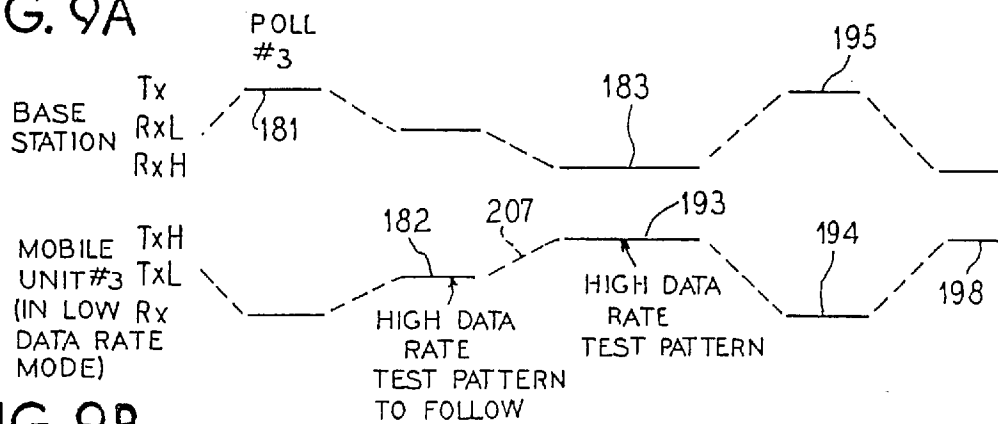 G. 9A
POLL
#3
195
Tx
183
BASE
STATION
RxL
181
RxH
182
207
193
TxH
MOBILE
UNIT#3
TxL
194
198
(IN LOW
Rx
DATA RATE
MODE)
HIGH DATA
RATE
TEST PATTERN
TO FOLLOW
HIGH DATA
RATE
TEST PATTERN
IG. 9B